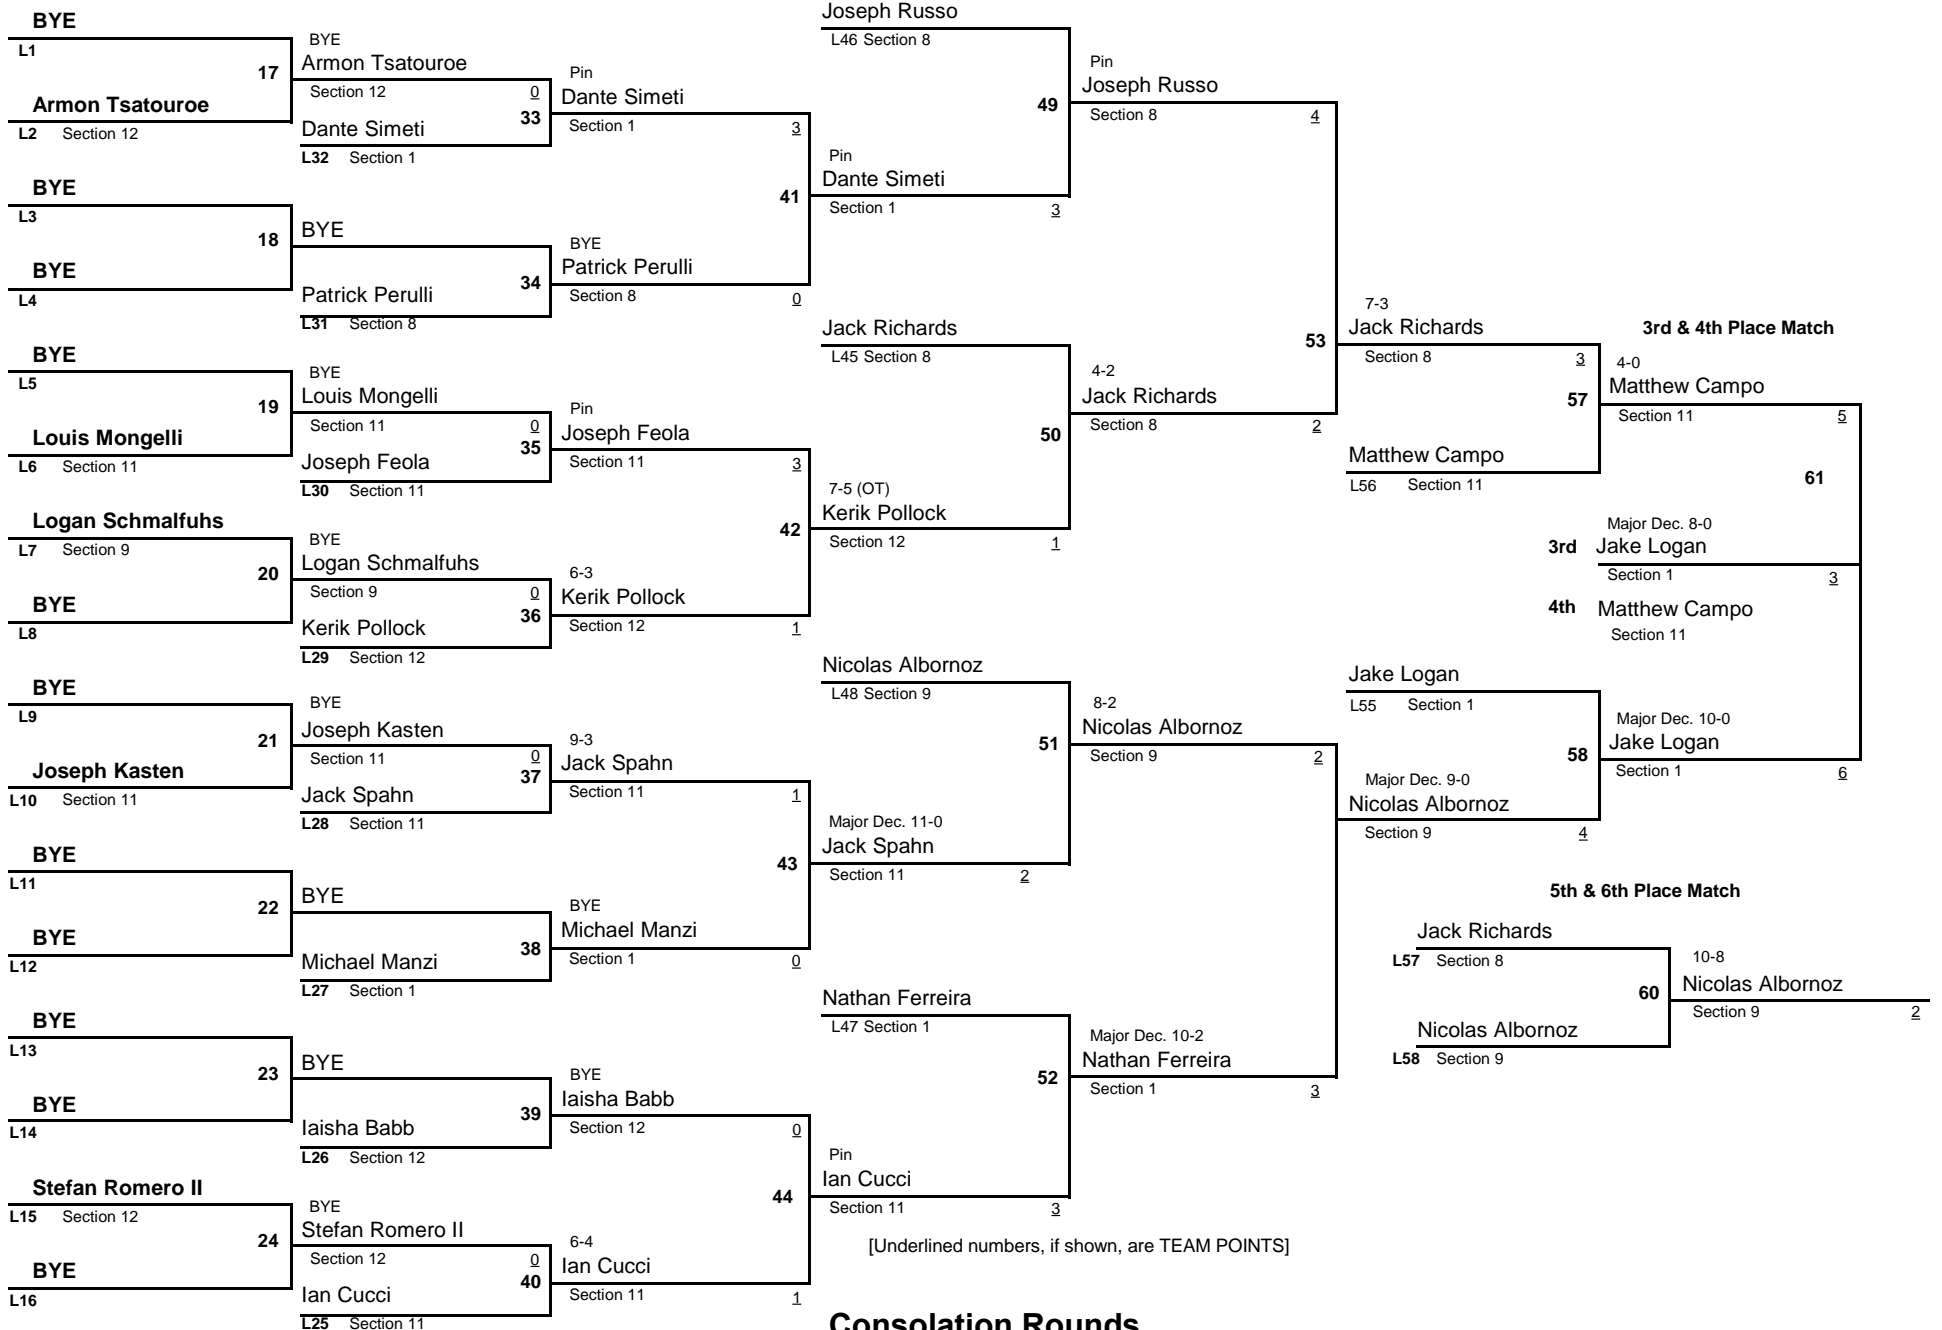 BYE
L1
17
Armon Tsatouroe
L2 Section 12
BYE
L3
18
BYE
L4
BYE
L5
19
Louis Mongelli
L6 Section 11
Logan Schmalfuhs
L7 Section 9
20
BYE
L8
BYE
L9
21
Joseph Kasten
L10 Section 11
BYE
L11
22
BYE
L12
BYE
L13
23
BYE
L14
Stefan Romero II
L15 Section 12
24
BYE
L16
BYE
Armon Tsatouroe
Section 12 0
33
Dante Simeti
L32 Section 1
BYE
34
Patrick Perulli
L31 Section 8
BYE
Louis Mongelli
Section 11 0
35
Joseph Feola
L30 Section 11
BYE
Logan Schmalfuhs
Section 9 0
36
Kerik Pollock
L29 Section 12
BYE
Joseph Kasten
Section 11 0
37
Jack Spahn
L28 Section 11
BYE
38
Michael Manzi
L27 Section 1
BYE
39
Iaisha Babb
L26 Section 12
BYE
Stefan Romero II
Section 12 0
40
Ian Cucci
L25 Section 11
Pin
Dante Simeti
Section 1 3
41
BYE
Patrick Perulli
Section 8 0
Pin
Joseph Feola
Section 11 3
42
6-3
Kerik Pollock
Section 12 1
9-3
Jack Spahn
Section 11 1
43
BYE
Michael Manzi
Section 1 0
BYE
Iaisha Babb
Section 12 0
44
6-4
Ian Cucci
Section 11 1
Joseph Russo
L46 Section 8
49
Pin
Dante Simeti
Section 1 3
Jack Richards
L45 Section 8
50
7-5 (OT)
Kerik Pollock
Section 12 1
Nicolas Albornoz
L48 Section 9
51
Major Dec. 11-0
Jack Spahn
Section 11 2
Nathan Ferreira
L47 Section 1
52
Pin
Ian Cucci
Section 11 3
[Underlined numbers, if shown, are TEAM POINTS]
Consolation Rounds
Pin
Joseph Russo
Section 8 4
53
4-2
Jack Richards
Section 8 2
8-2
Nicolas Albornoz
Section 9 2
Major Dec. 10-2
Nathan Ferreira
Section 1 3
7-3
Jack Richards
Section 8 3
57
Matthew Campo
L56 Section 11
Jake Logan
L55 Section 1
58
Major Dec. 9-0
Nicolas Albornoz
Section 9 4
3rd & 4th Place Match
4-0
Matthew Campo
Section 11 5
61
Major Dec. 8-0
3rd Jake Logan
Section 1 3
4th Matthew Campo
Section 11
Major Dec. 10-0
Jake Logan
Section 1 6
5th & 6th Place Match
Jack Richards
L57 Section 8
60
Nicolas Albornoz
L58 Section 9
10-8
Nicolas Albornoz
Section 9 2